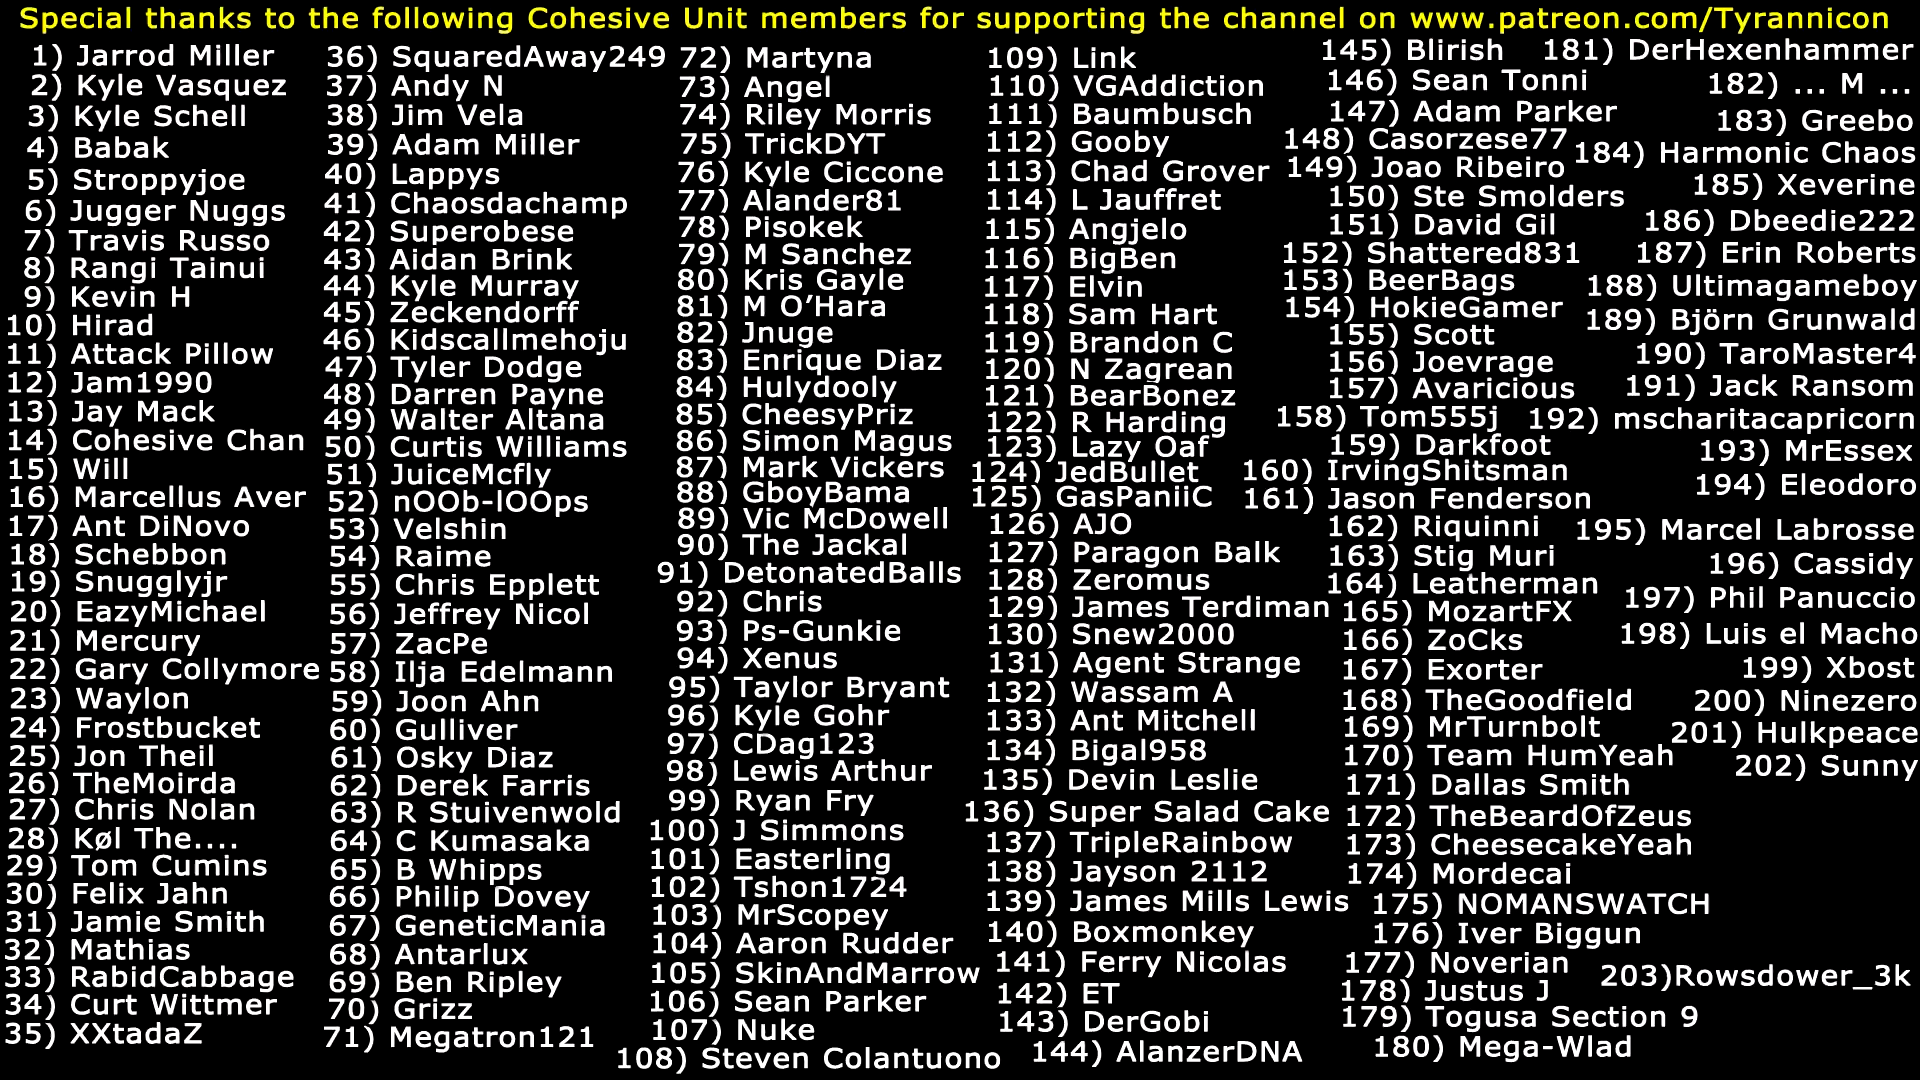 Special thanks to the following Cohesive Unit members for supporting the channel on www.patreon.com/Tyrannicon
1) Jarrod Miller
2) Kyle Vasquez
3) Kyle Schell
4) Babak
5) Stroppyjoe
6) Jugger Nuggs
7) Travis Russo
8) Rangi Tainui
9) Kevin H
10) Hirad
11) Attack Pillow
12) Jam1990
13) Jay Mack
14) Cohesive Chan
15) Will
16) Marcellus Aver
17) Ant DiNovo
18) Schebbon
19) Snugglyjr
20) EazyMichael
21) Mercury
22) Gary Collymore
23) Waylon
24) Frostbucket
25) Jon Theil
26) TheMoirda
27) Chris Nolan
28) Køl The....
29) Tom Cumins
30) Felix Jahn
31) Jamie Smith
32) Mathias
33) RabidCabbage
34) Curt Wittmer
35) XXtadaZ
36) SquaredAway249
37) Andy N
38) Jim Vela
39) Adam Miller
40) Lappys
41) Chaosdachamp
42) Superobese
43) Aidan Brink
44) Kyle Murray
45) Zeckendorff
46) Kidscallmehoju
47) Tyler Dodge
48) Darren Payne
49) Walter Altana
50) Curtis Williams
51) JuiceMcfly
52) nOOb-lOOps
53) Velshin
54) Raime
55) Chris Epplett
56) Jeffrey Nicol
57) ZacPe
58) Ilja Edelmann
59) Joon Ahn
60) Gulliver
61) Osky Diaz
62) Derek Farris
63) R Stuivenwold
64) C Kumasaka
65) B Whipps
66) Philip Dovey
67) GeneticMania
68) Antarlux
69) Ben Ripley
70) Grizz
71) Megatron121
72) Martyna
73) Angel
74) Riley Morris
75) TrickDYT
76) Kyle Ciccone
77) Alander81
78) Pisokek
79) M Sanchez
80) Kris Gayle
81) M O'Hara
82) Jnuge
83) Enrique Diaz
84) Hulydooly
85) CheesyPriz
86) Simon Magus
87) Mark Vickers
88) GboyBama
89) Vic McDowell
90) The Jackal
91) DetonatedBalls
92) Chris
93) Ps-Gunkie
94) Xenus
95) Taylor Bryant
96) Kyle Gohr
97) CDag123
98) Lewis Arthur
99) Ryan Fry
100) J Simmons
101) Easterling
102) Tshon1724
103) MrScopey
104) Aaron Rudder
105) SkinAndMarrow
106) Sean Parker
107) Nuke
108) Steven Colantuono
109) Link
110) VGAddiction
111) Baumbusch
112) Gooby
113) Chad Grover
114) L Jauffret
115) Angjelo
116) BigBen
117) Elvin
118) Sam Hart
119) Brandon C
120) N Zagrean
121) BearBonez
122) R Harding
123) Lazy Oaf
124) JedBullet
125) GasPaniiC
126) AJO
127) Paragon Balk
128) Zeromus
129) James Terdiman
130) Snew2000
131) Agent Strange
132) Wassam A
133) Ant Mitchell
134) Bigal958
135) Devin Leslie
136) Super Salad Cake
137) TripleRainbow
138) Jayson 2112
139) James Mills Lewis
140) Boxmonkey
141) Ferry Nicolas
142) ET
143) DerGobi
144) AlanzerDNA
145) Blirish
146) Sean Tonni
147) Adam Parker
148) Casorzese77
149) Joao Ribeiro
150) Ste Smolders
151) David Gil
152) Shattered831
153) BeerBags
154) HokieGamer
155) Scott
156) Joevrage
157) Avaricious
158) Tom555j
159) Darkfoot
160) IrvingShitsman
161) Jason Fenderson
162) Riquinni
163) Stig Muri
164) Leatherman
165) MozartFX
166) ZoCks
167) Exorter
168) TheGoodfield
169) MrTurnbolt
170) Team HumYeah
171) Dallas Smith
172) TheBeardOfZeus
173) CheesecakeYeah
174) Mordecai
175) NOMANSWATCH
176) Iver Biggun
177) Noverian
178) Justus J
179) Togusa Section 9
180) Mega-Wlad
181) DerHexenhammer
182) ... M ...
183) Greebo
184) Harmonic Chaos
185) Xeverine
186) Dbeedie222
187) Erin Roberts
188) Ultimagameboy
189) Björn Grunwald
190) TaroMaster4
191) Jack Ransom
192) mscharitacapricorn
193) MrEssex
194) Eleodoro
195) Marcel Labrosse
196) Cassidy
197) Phil Panuccio
198) Luis el Macho
199) Xbost
200) Ninezero
201) Hulkpeace
202) Sunny
203)Rowsdower_3k